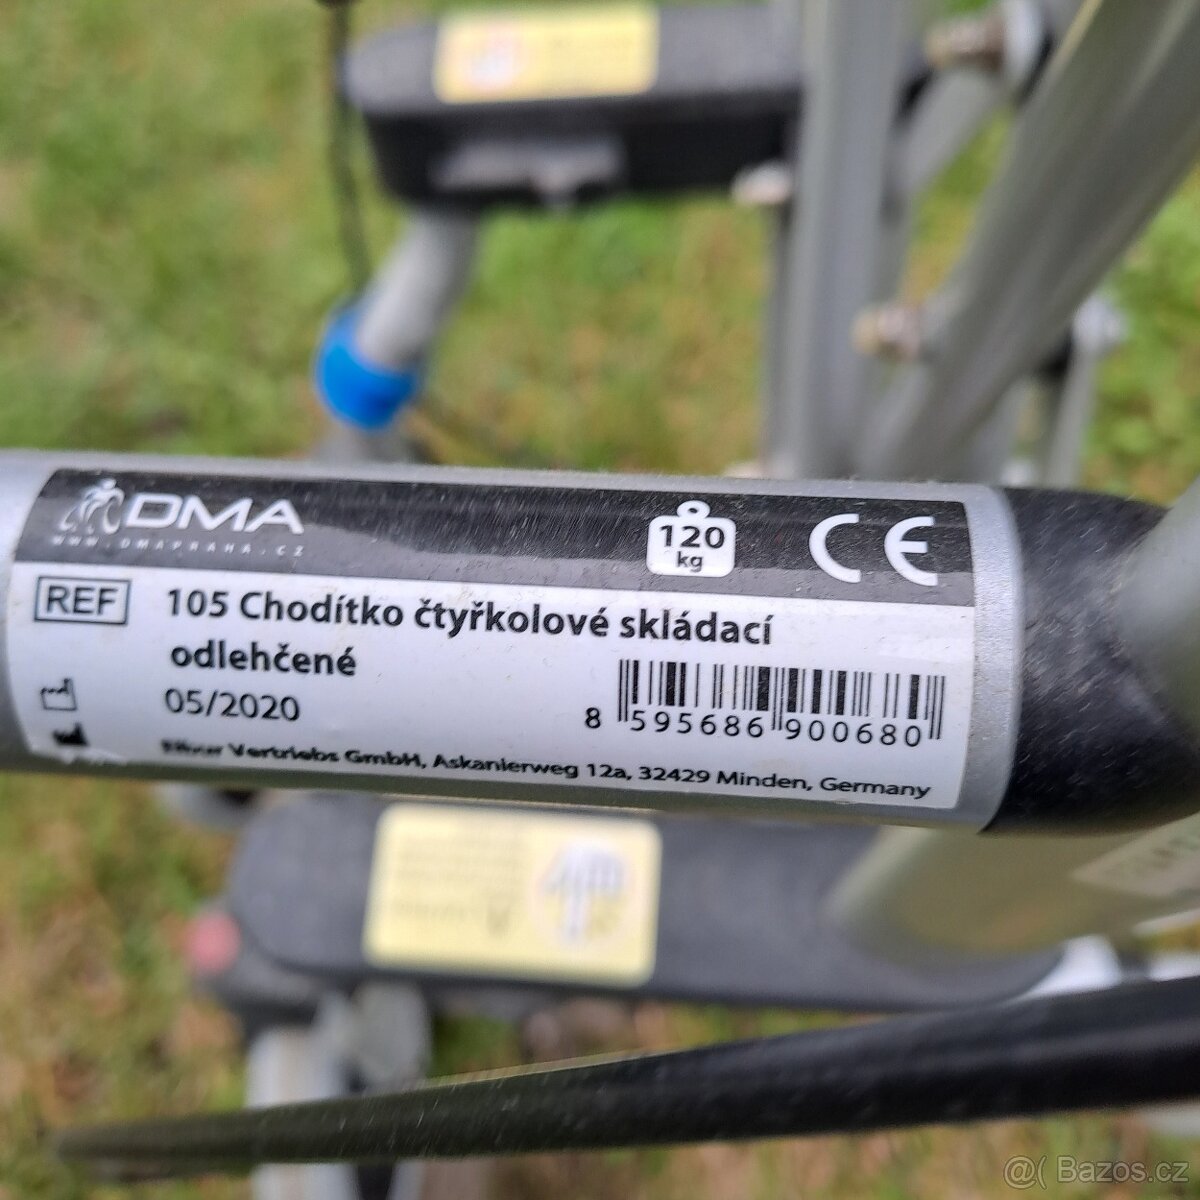 DMA
WWW.DMAPRAHA.CZ
120
kg
CE
REF
105 Chodítko čtyřkolové skládací
odlehčené
05/2020
8 595686 900680
Vertriebs GmbH, Askanierweg 12a, 32429 Minden, Germany
@( Bazos.cz